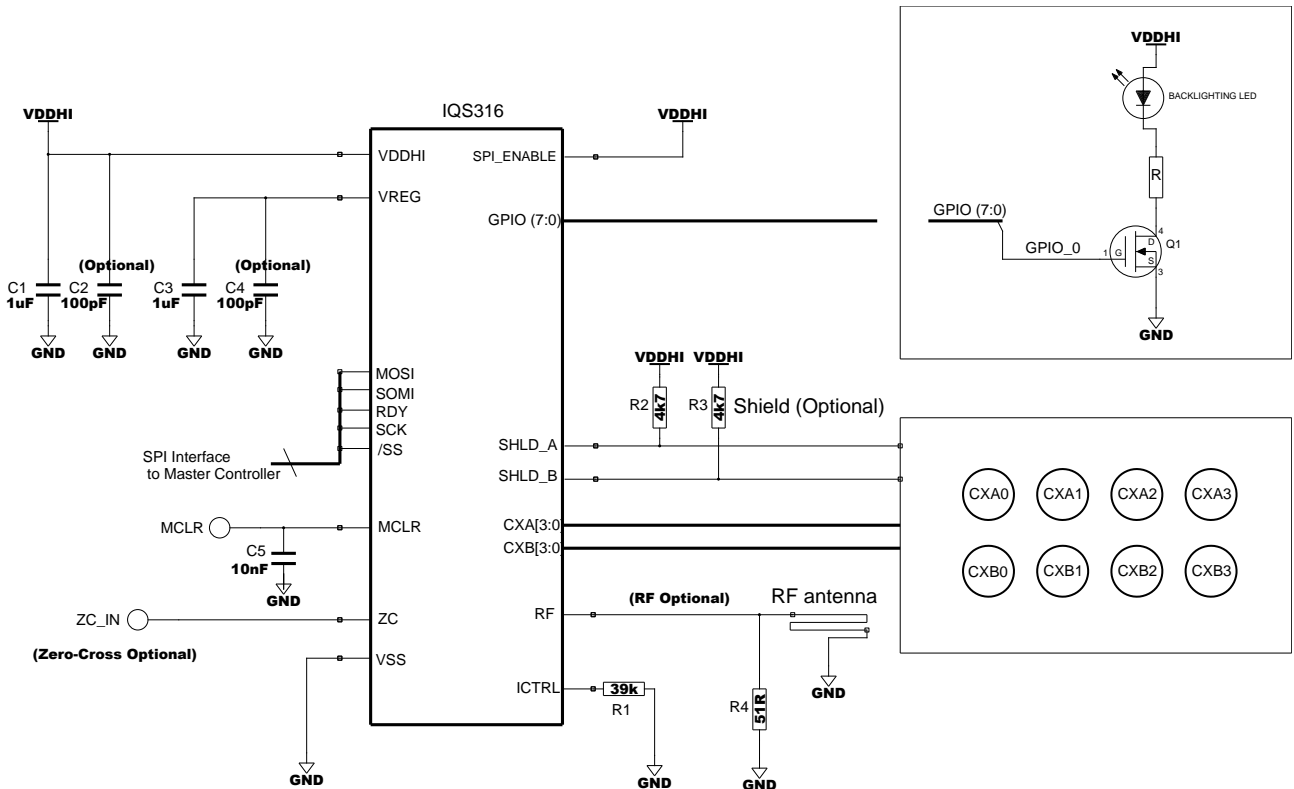 IQS316
VDDHI
VDDHI
SPI_ENABLE
VDDHI
VREG
GPIO (7:0)
(Optional)
(Optional)
C1
1uF
C2
100pF
C3
1uF
C4
100pF
GND
GND
GND
GND
MOSI
SOMI
RDY
SCK
/SS
SPI Interface
to Master Controller
MCLR
MCLR
C5
10nF
GND
ZC_IN
ZC
(Zero-Cross Optional)
VSS
GND
VDDHI
VDDHI
VDDHI
R2
4k7
R3
4k7
Shield (Optional)
SHLD_A
SHLD_B
CXA[3:0]
CXB[3:0]
RF
(RF Optional)
RF antenna
GND
ICTRL
39k
R1
GND
R4
51R
GND
VDDHI
BACKLIGHTING LED
R
GPIO (7:0)
GPIO_0
1
G
D
S
4
3
Q1
GND
CXA0
CXA1
CXA2
CXA3
CXB0
CXB1
CXB2
CXB3